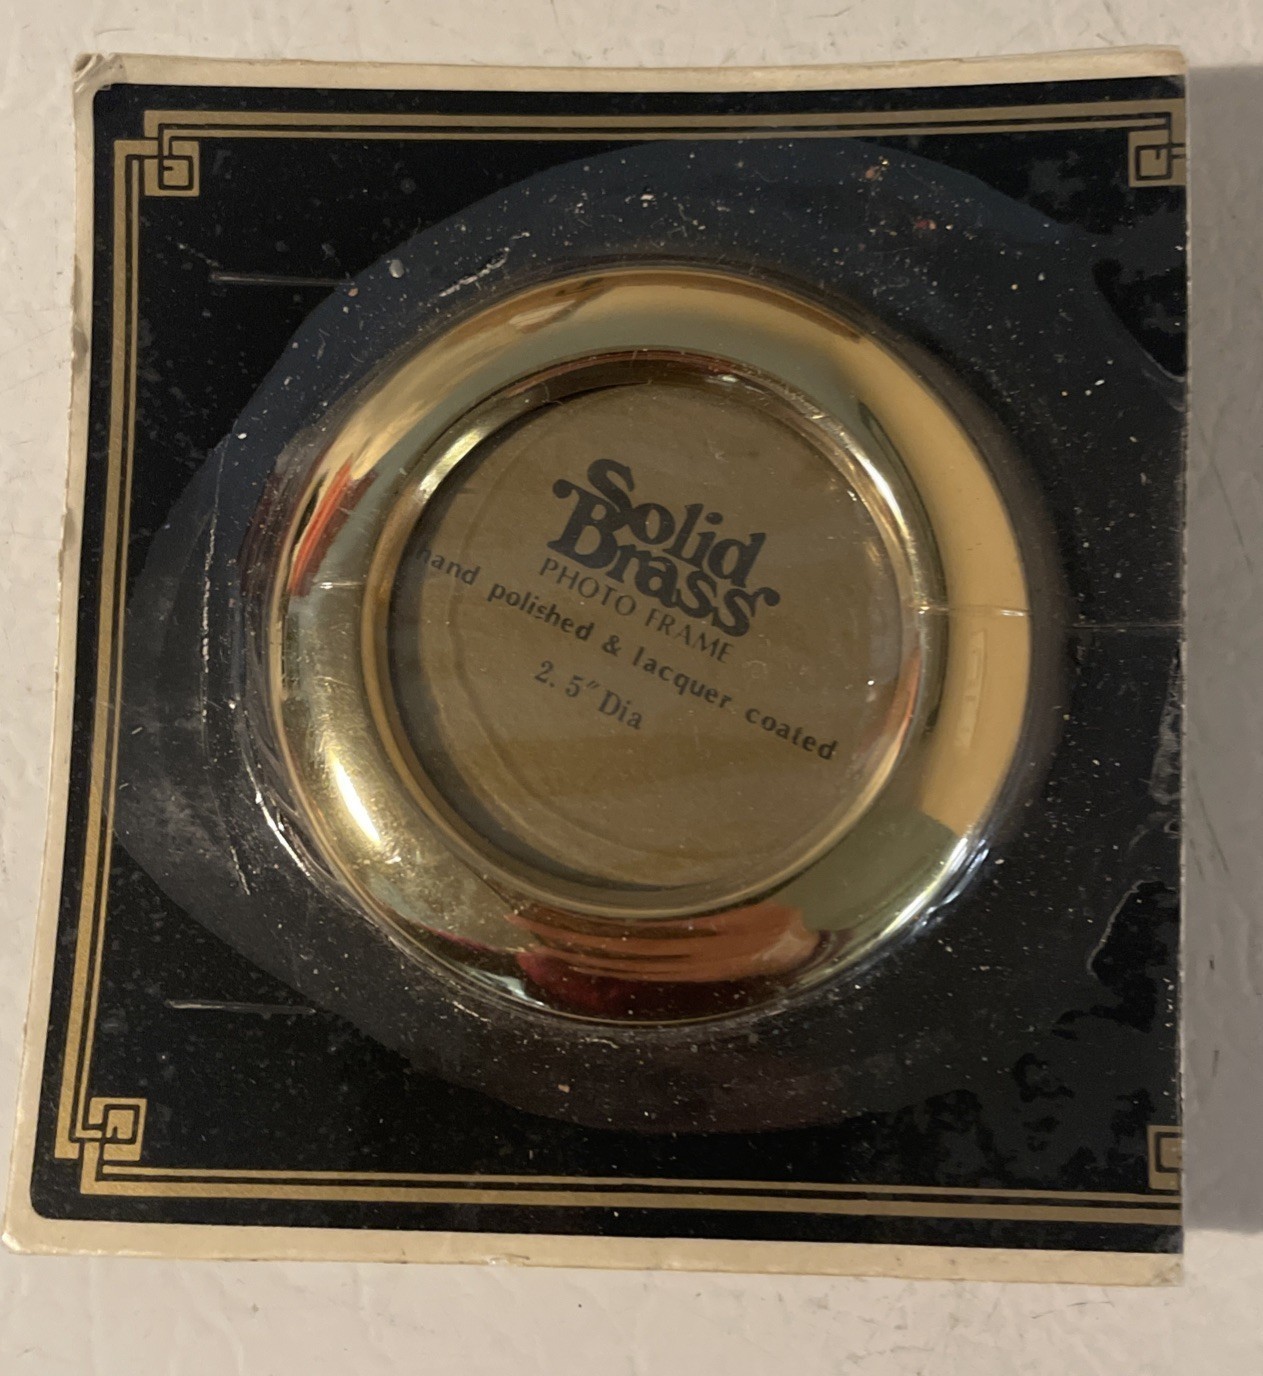 Solid
Brass
PHOTO FRAME
hand polished & lacquer coated
2.5" Dia